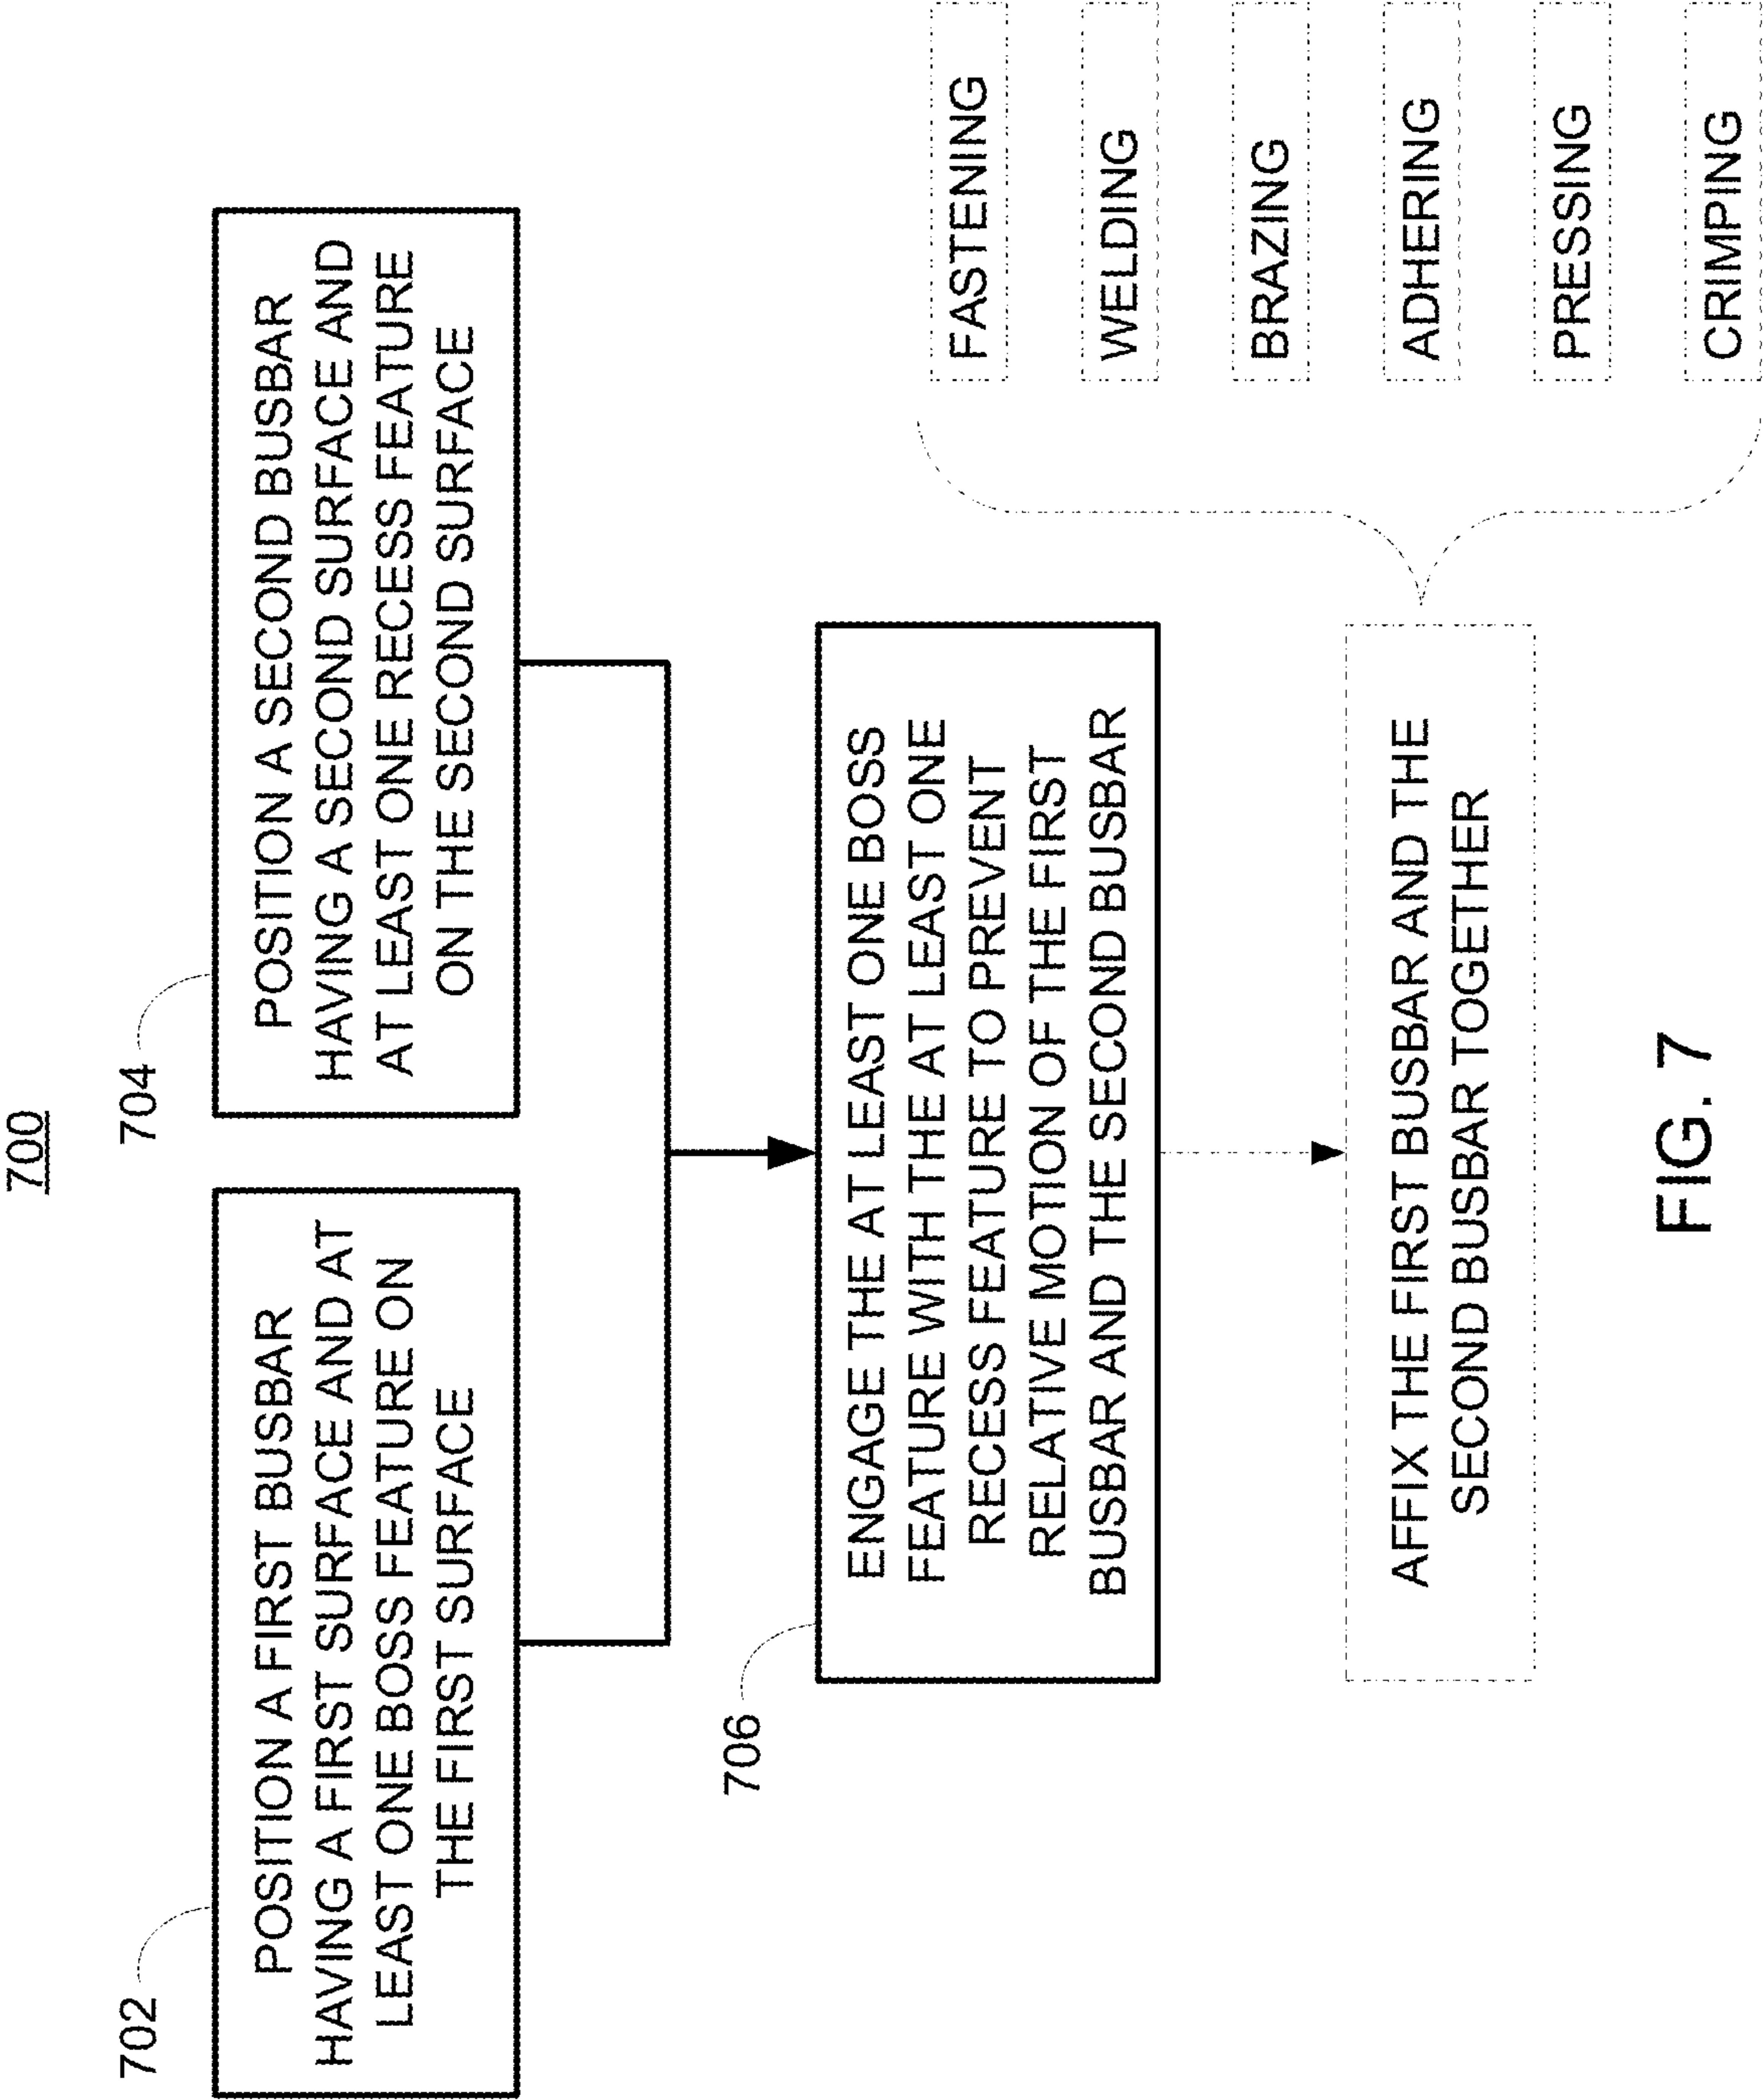 700
702
POSITION A FIRST BUSBAR
HAVING A FIRST SURFACE AND AT
LEAST ONE BOSS FEATURE ON
THE FIRST SURFACE
704
POSITION A SECOND BUSBAR
HAVING A SECOND SURFACE AND
AT LEAST ONE RECESS FEATURE
ON THE SECOND SURFACE
706
ENGAGE THE AT LEAST ONE BOSS
FEATURE WITH THE AT LEAST ONE
RECESS FEATURE TO PREVENT
RELATIVE MOTION OF THE FIRST
BUSBAR AND THE SECOND BUSBAR
AFFIX THE FIRST BUSBAR AND THE
SECOND BUSBAR TOGETHER
FASTENING
WELDING
BRAZING
ADHERING
PRESSING
CRIMPING
FIG. 7